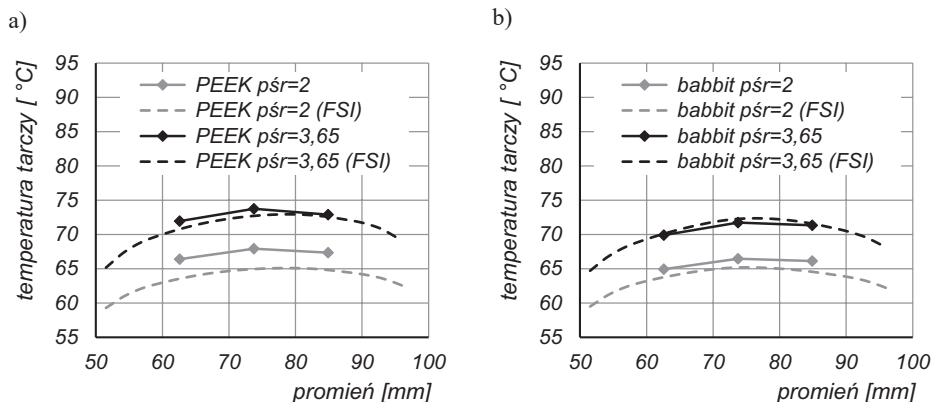 a)
temperatura tarczy [ °C]
95
90
85
80
75
70
65
60
55
PEEK pśr=2
PEEK pśr=2 (FSI)
PEEK pśr=3,65
PEEK pśr=3,65 (FSI)
50 60 70 80 90 100
promień [mm]
b)
temperatura tarczy [ °C]
95
90
85
80
75
70
65
60
55
babbit pśr=2
babbit pśr=2 (FSI)
babbit pśr=3,65
babbit pśr=3,65 (FSI)
50 60 70 80 90 100
promień [mm]